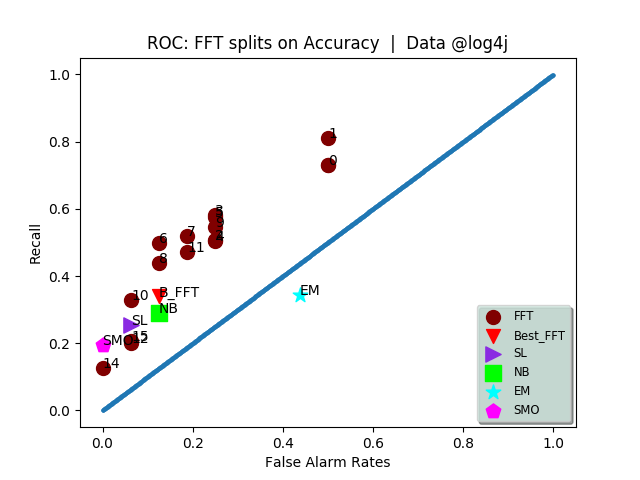 ROC: FFT splits on Accuracy | Data @log4j
Recall
1.0
0.8
0.6
0.4
0.2
0.0
1
0
3
6
7
11
8
10
B_FFT
NB
EM
SL
SMO
15
14
FFT
Best_FFT
SL
NB
EM
SMO
0.0 0.2 0.4 0.6 0.8 1.0
False Alarm Rates